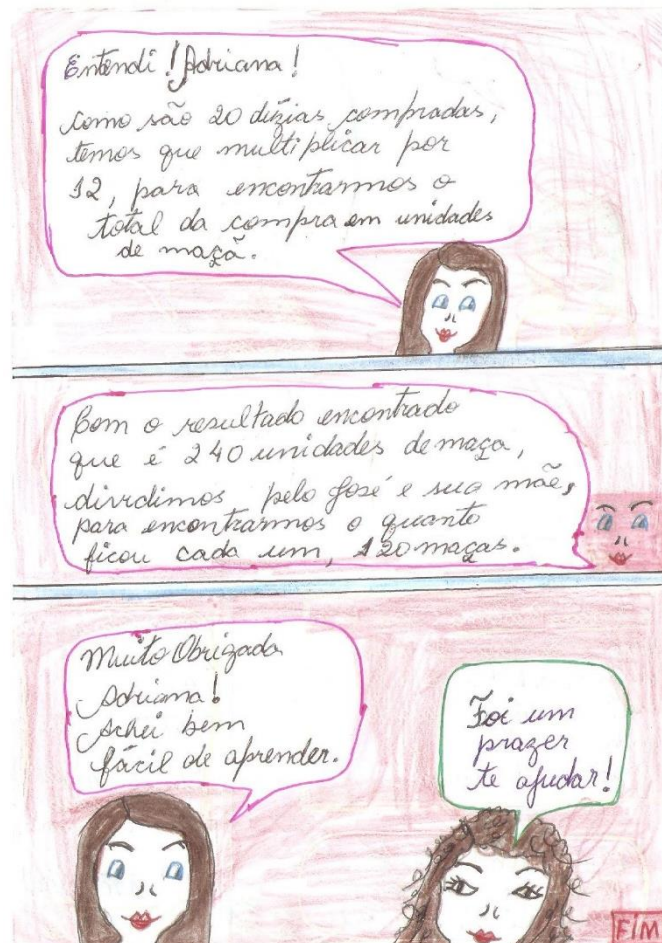 Entendi! Adriana!
Como são 20 dúzias compradas,
temos que multiplicar por
12, para encontrarmos o
total da compra em unidades
de maçã.
Com o resultado encontrado
que é 240 unidades de maça,
dividimos pelo José e sua mãe,
para encontrarmos o quanto
ficou cada um, 120 maças.
Muito Obrigada
Adriana!
Achei bem
fácil de aprender.
Foi um
prazer
te ajudar!
FIM